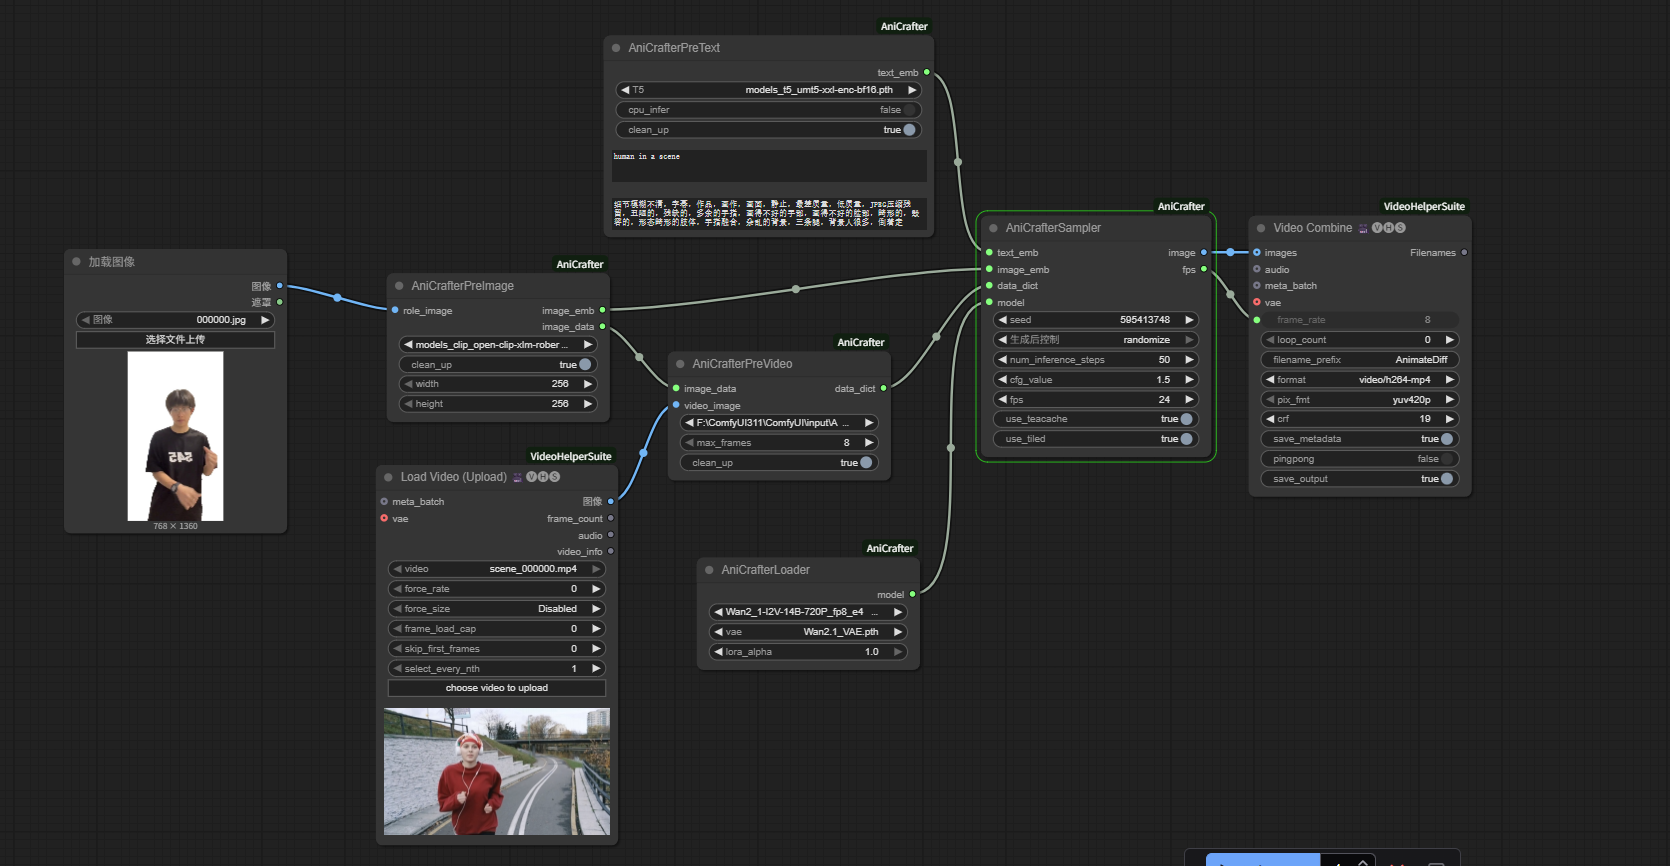 AniCrafter
AniCrafterPreText
text_emb
T5 models_t5_umt5-xxl-enc-bf16.pth
cpu_infer false
clean_up true
human in a scene
细节模糊不清, 字幕, 作品, 画作, 画面, 静止, 最差质量, 低质量, JPEG压缩残
留, 丑陋的, 残缺的, 多余的手指, 画得不好的手部, 画得不好的脸部, 畸形的, 毁
容的, 形态畸形的肢体, 手指融合, 杂乱的背景, 三条腿, 背景人很多, 倒着走
加载图像
图像
遮罩
图像 000000.jpg
选择文件上传
545
768 × 1360
AniCrafter
AniCrafterPreImage
role_image image_emb
image_data
models_clip_open-clip-xlm-rober ...
clean_up true
width 256
height 256
VideoHelperSuite
Load Video (Upload) VHS
meta_batch 图像
vae frame_count
audio
video_info
video scene_000000.mp4
force_rate 0
force_size Disabled
frame_load_cap 0
skip_first_frames 0
select_every_nth 1
choose video to upload
AniCrafter
AniCrafterPreVideo
image_data data_dict
video_image
F:\ComfyUI311\ComfyUI\input\A ...
max_frames 8
clean_up true
AniCrafter
AniCrafterLoader
model
Wan2_1-I2V-14B-720P_fp8_e4 ...
vae Wan2.1_VAE.pth
lora_alpha 1.0
AniCrafter
AniCrafterSampler
text_emb image
image_emb fps
data_dict
model
seed 595413748
生成后控制 randomize
num_inference_steps 50
cfg_value 1.5
fps 24
use_teacache true
use_tiled true
VideoHelperSuite
Video Combine VHS
images Filenames
audio
meta_batch
vae
frame_rate 8
loop_count 0
filename_prefix AnimateDiff
format video/h264-mp4
pix_fmt yuv420p
crf 19
save_metadata true
pingpong false
save_output true